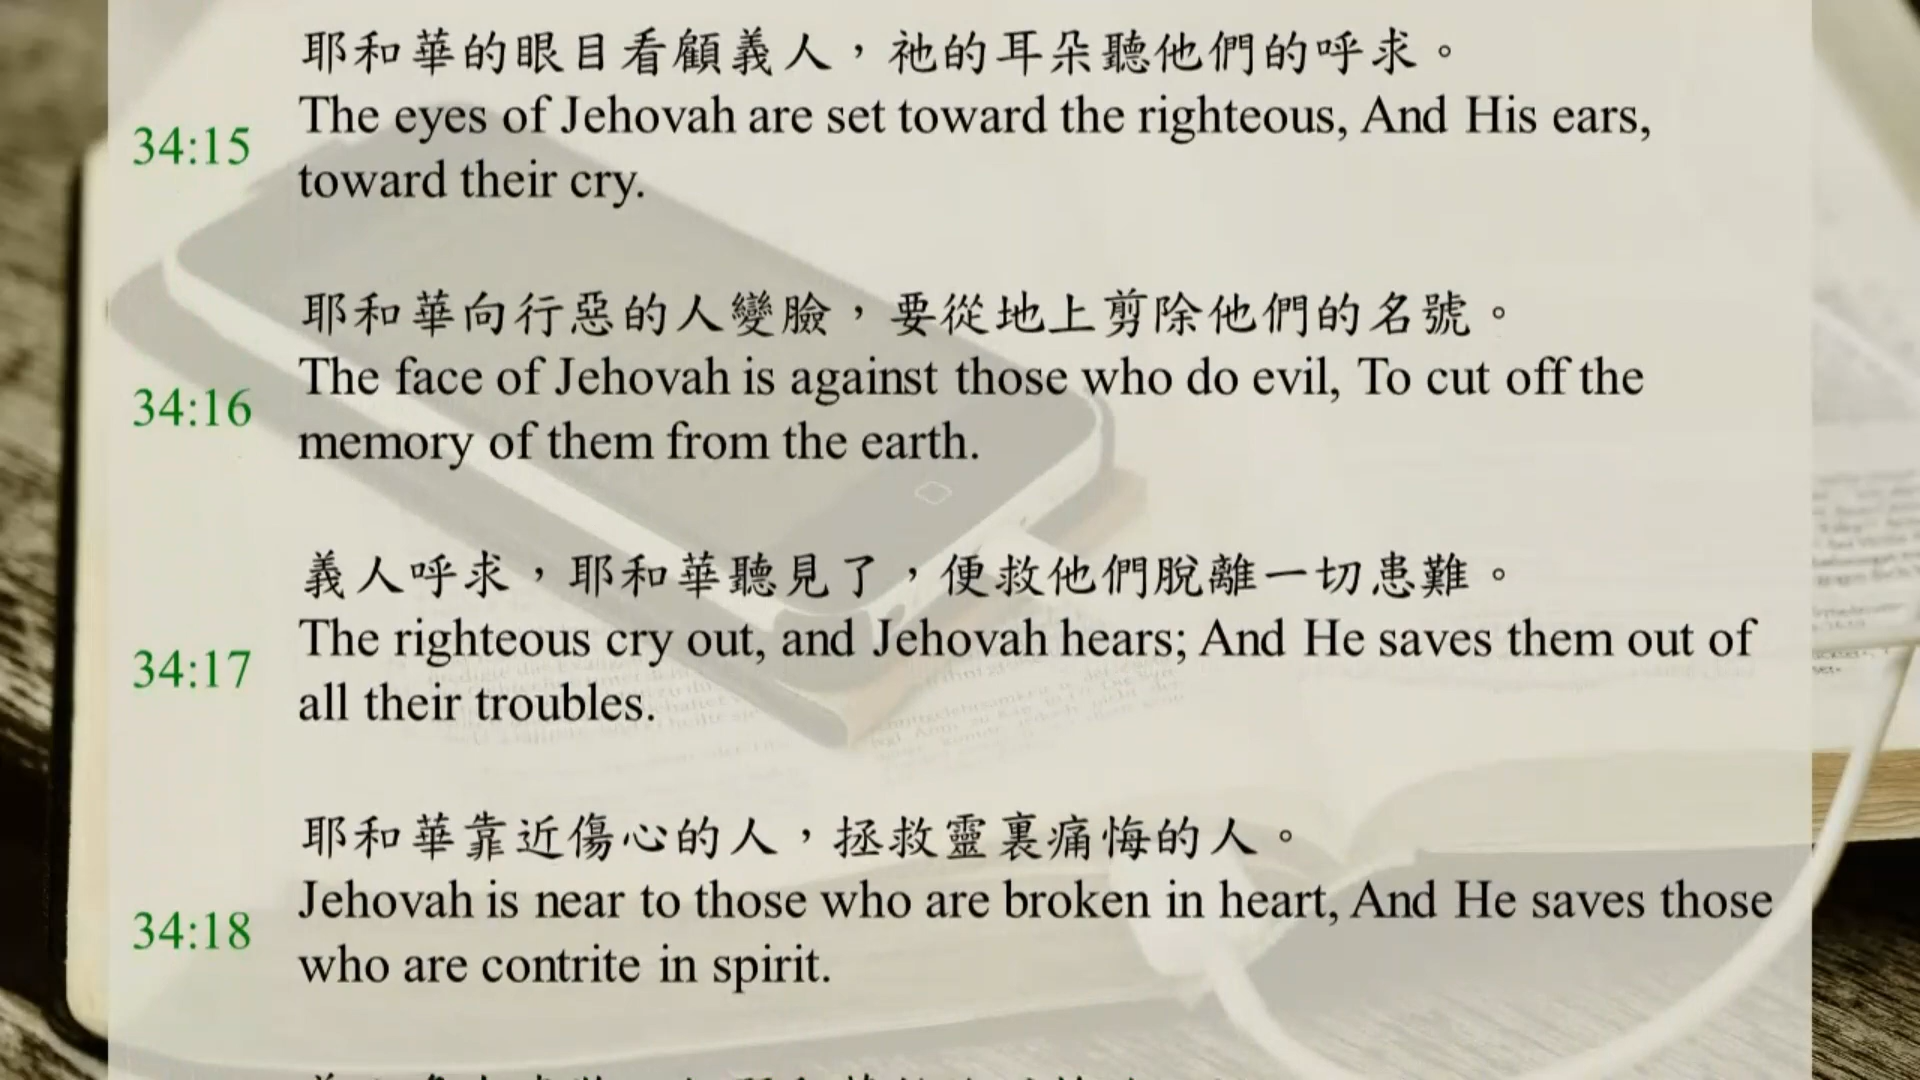 耶和華的眼目看顧義人，祂的耳朵聽他們的呼求。
34:15
The eyes of Jehovah are set toward the righteous, And His ears,
toward their cry.
耶和華向行惡的人變臉，要從地上剪除他們的名號。
34:16
The face of Jehovah is against those who do evil, To cut off the
memory of them from the earth.
義人呼求，耶和華聽見了，便救他們脫離一切患難。
34:17
The righteous cry out, and Jehovah hears; And He saves them out of
all their troubles.
耶和華靠近傷心的人，拯救靈裏痛悔的人。
34:18
Jehovah is near to those who are broken in heart, And He saves those
who are contrite in spirit.